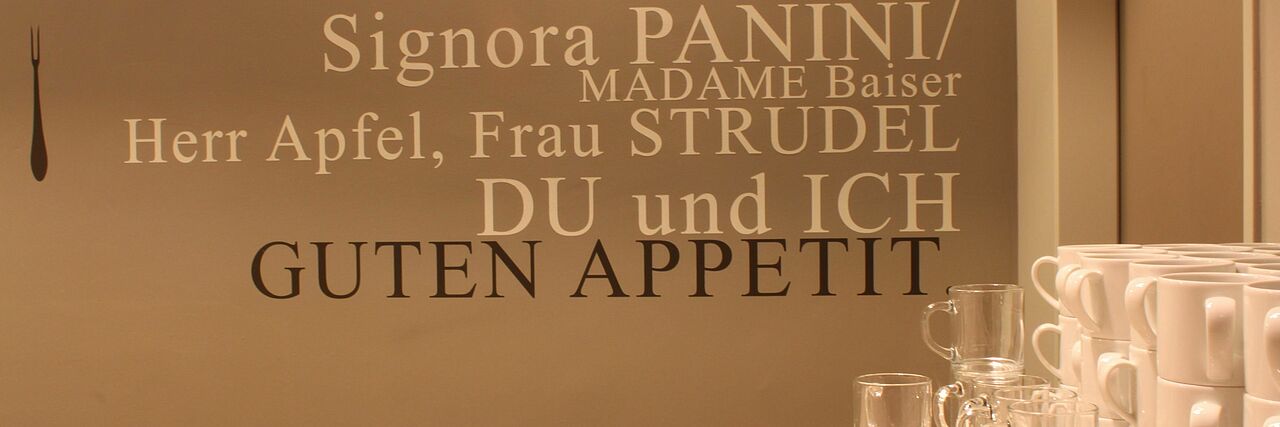 Signora PANINI/
MADAME Baiser
Herr Apfel, Frau STRUDEL
DU und ICH
GUTEN APPETIT.